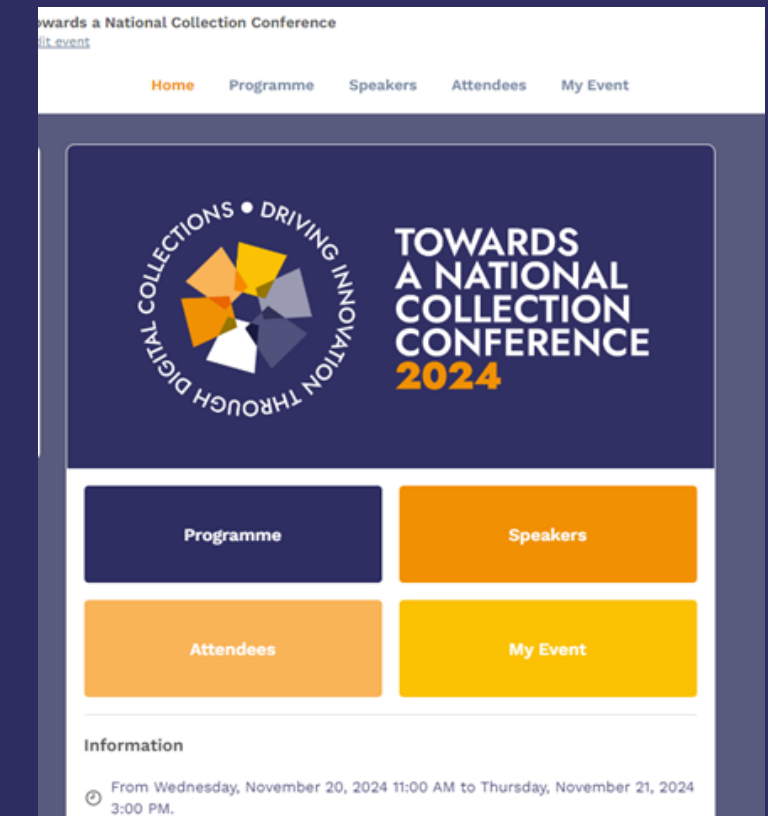 owards a National Collection Conference
dit event
Home Programme Speakers Attendees My Event
DRIVING INNOVATION THROUGH DIGITAL COLLECTIONS •
TOWARDS
A NATIONAL
COLLECTION
CONFERENCE
2024
Programme Speakers
Attendees My Event
Information
From Wednesday, November 20, 2024 11:00 AM to Thursday, November 21, 2024
3:00 PM.